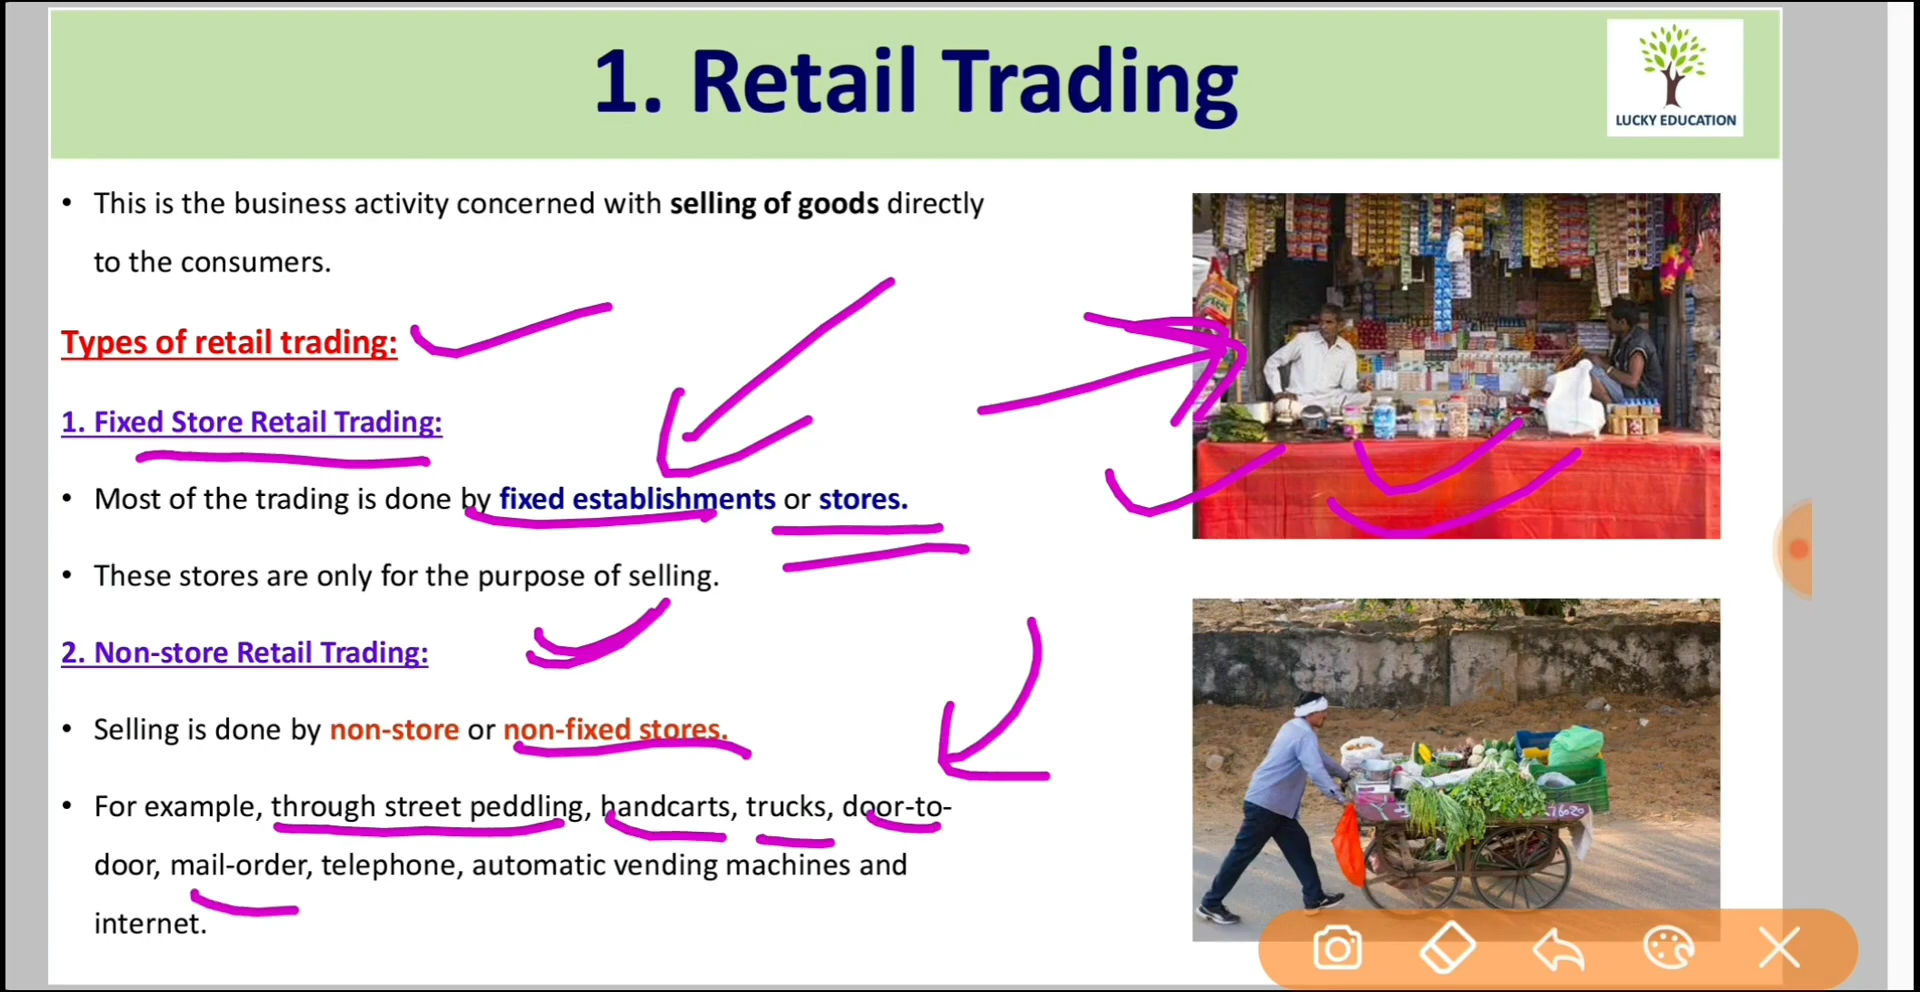 1. Retail Trading
LUCKY EDUCATION
• This is the business activity concerned with selling of goods directly
to the consumers.
Types of retail trading:
1. Fixed Store Retail Trading:
• Most of the trading is done by fixed establishments or stores.
• These stores are only for the purpose of selling.
2. Non-store Retail Trading:
• Selling is done by non-store or non-fixed stores.
• For example, through street peddling, handcarts, trucks, door-to-
door, mail-order, telephone, automatic vending machines and
internet.